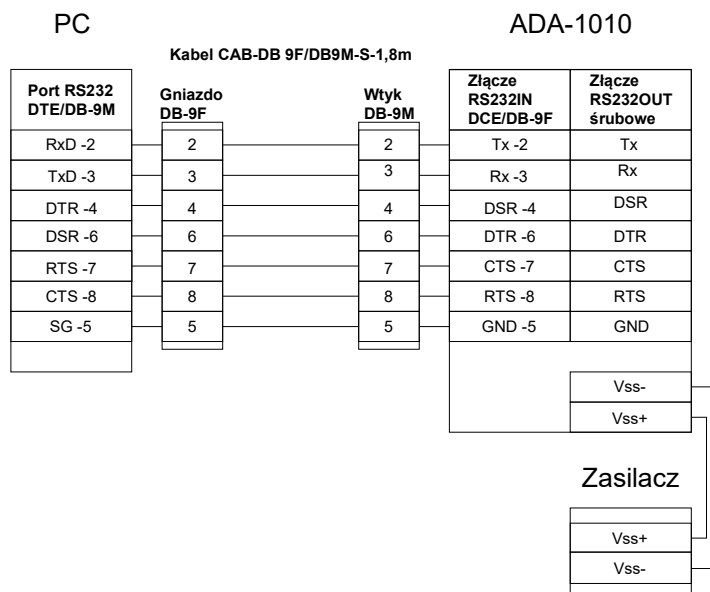 PC
ADA-1010
Kabel CAB-DB 9F/DB9M-S-1,8m
Port RS232
DTE/DB-9M
Gniazdo
DB-9F
Wtyk
DB-9M
Złącze
RS232IN
DCE/DB-9F
Złącze
RS232OUT
śrubowe
RxD -2 2 2 Tx -2 Tx
TxD -3 3 3 Rx -3 Rx
DTR -4 4 4 DSR -4 DSR
DSR -6 6 6 DTR -6 DTR
RTS -7 7 7 CTS -7 CTS
CTS -8 8 8 RTS -8 RTS
SG -5 5 5 GND -5 GND
Vss-
Vss+
Zasilacz
Vss+
Vss-